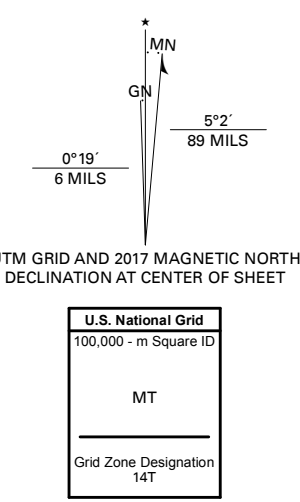 MN
GN
5°2´
89 MILS
0°19´
6 MILS
UTM GRID AND 2017 MAGNETIC NORTH
DECLINATION AT CENTER OF SHEET
U.S. National Grid
100,000 - m Square ID
MT
Grid Zone Designation
14T